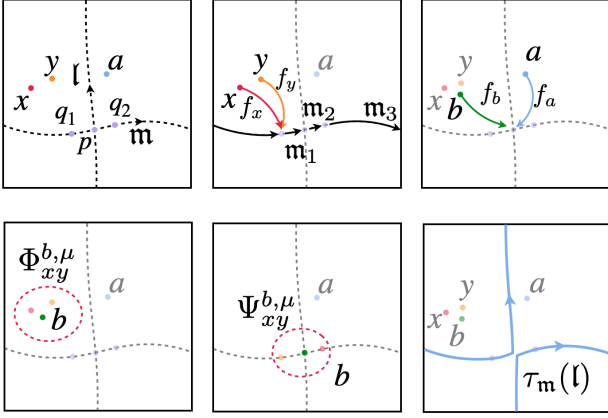 y 𝔩 a
x
q₁ q₂
p 𝔪
y a
x f_x f_y
𝔪₂ 𝔪₃
𝔪₁
y a
x b f_b f_a
Φ_{xy}^{b,μ}
a
b
a
Ψ_{xy}^{b,μ}
b
y a
x
b
τ_𝔪(𝔩)